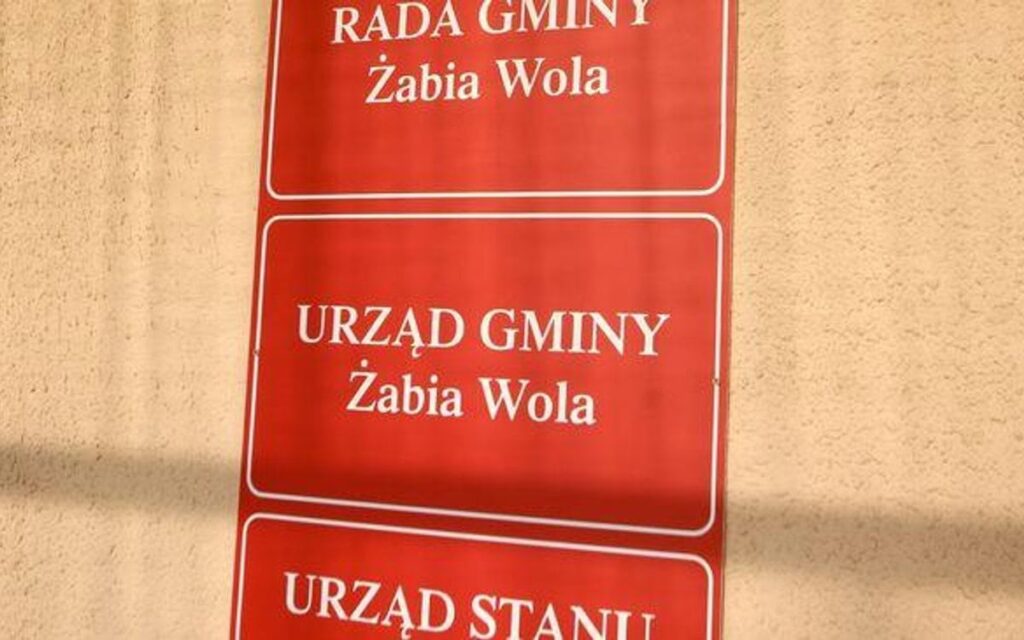 RADA GMINY
Żabia Wola
URZĄD GMINY
Żabia Wola
URZĄD STANU